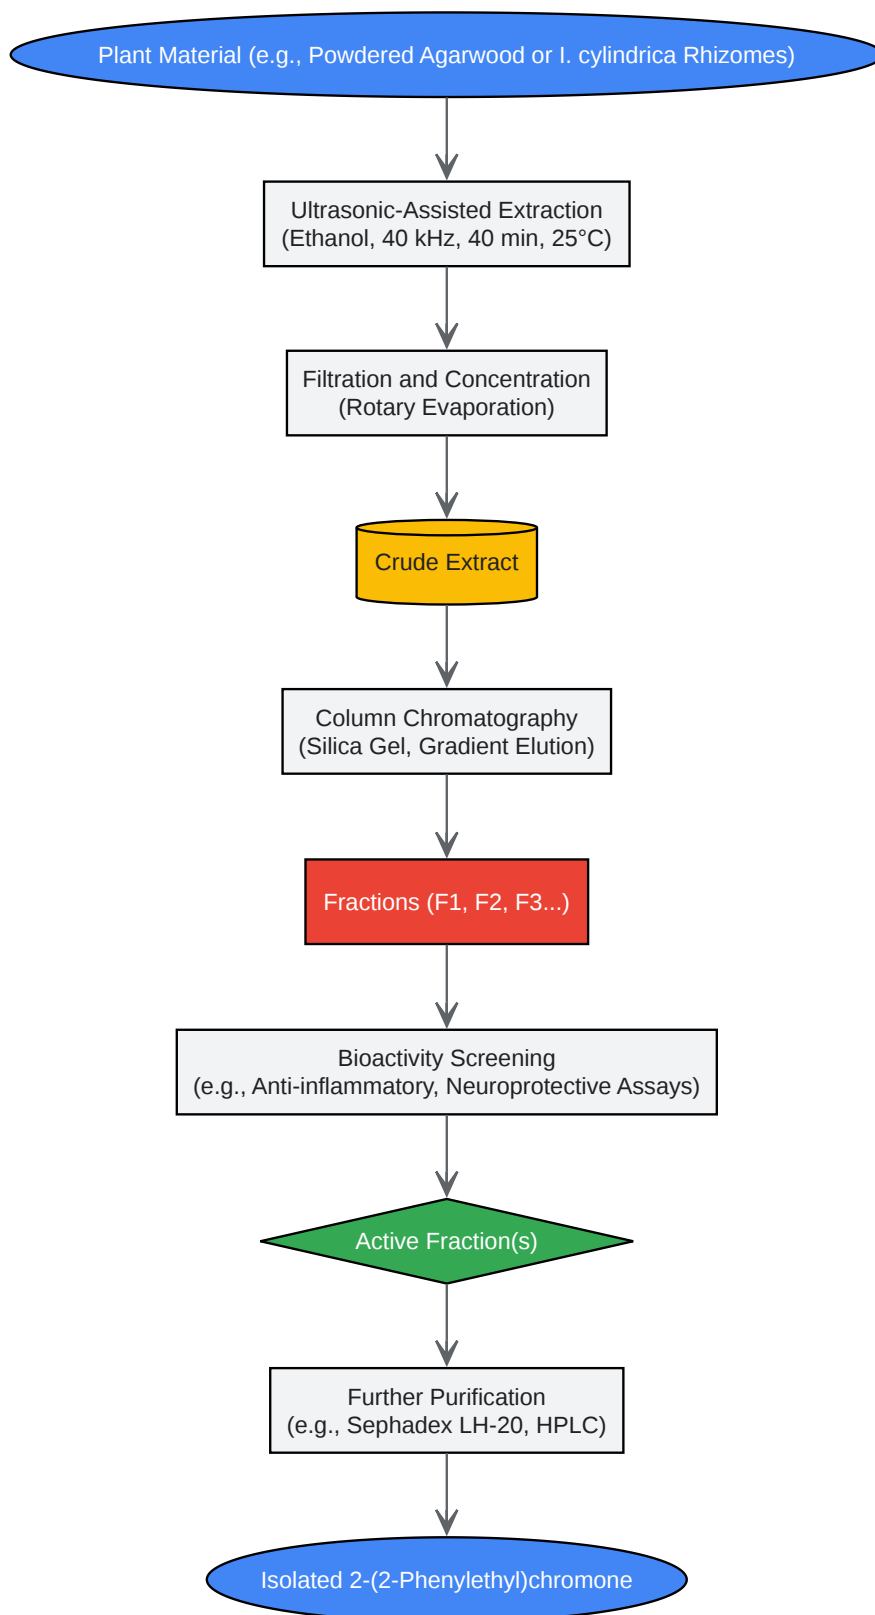 Plant Material (e.g., Powdered Agarwood or I. cylindrica Rhizomes)
Ultrasonic-Assisted Extraction
(Ethanol, 40 kHz, 40 min, 25°C)
Filtration and Concentration
(Rotary Evaporation)
Crude Extract
Column Chromatography
(Silica Gel, Gradient Elution)
Fractions (F1, F2, F3...)
Bioactivity Screening
(e.g., Anti-inflammatory, Neuroprotective Assays)
Active Fraction(s)
Further Purification
(e.g., Sephadex LH-20, HPLC)
Isolated 2-(2-Phenylethyl)chromone